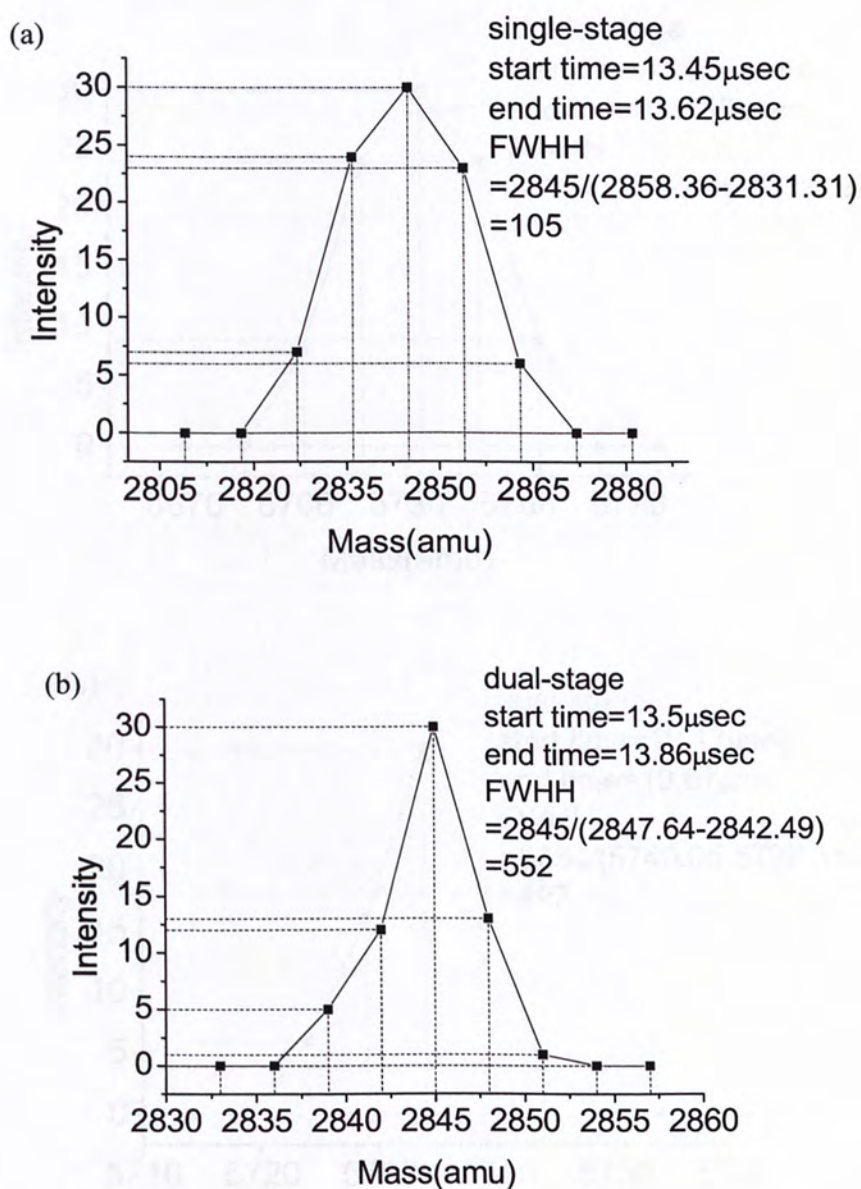 (a)
single-stage
start time=13.45μsec
end time=13.62μsec
FWHH
=2845/(2858.36-2831.31)
=105
30
25
20
15
10
5
0
Intensity
2805 2820 2835 2850 2865 2880
Mass(amu)
(b)
dual-stage
start time=13.5μsec
end time=13.86μsec
FWHH
=2845/(2847.64-2842.49)
=552
30
25
20
15
10
5
0
Intensity
2830 2835 2840 2845 2850 2855 2860
Mass(amu)